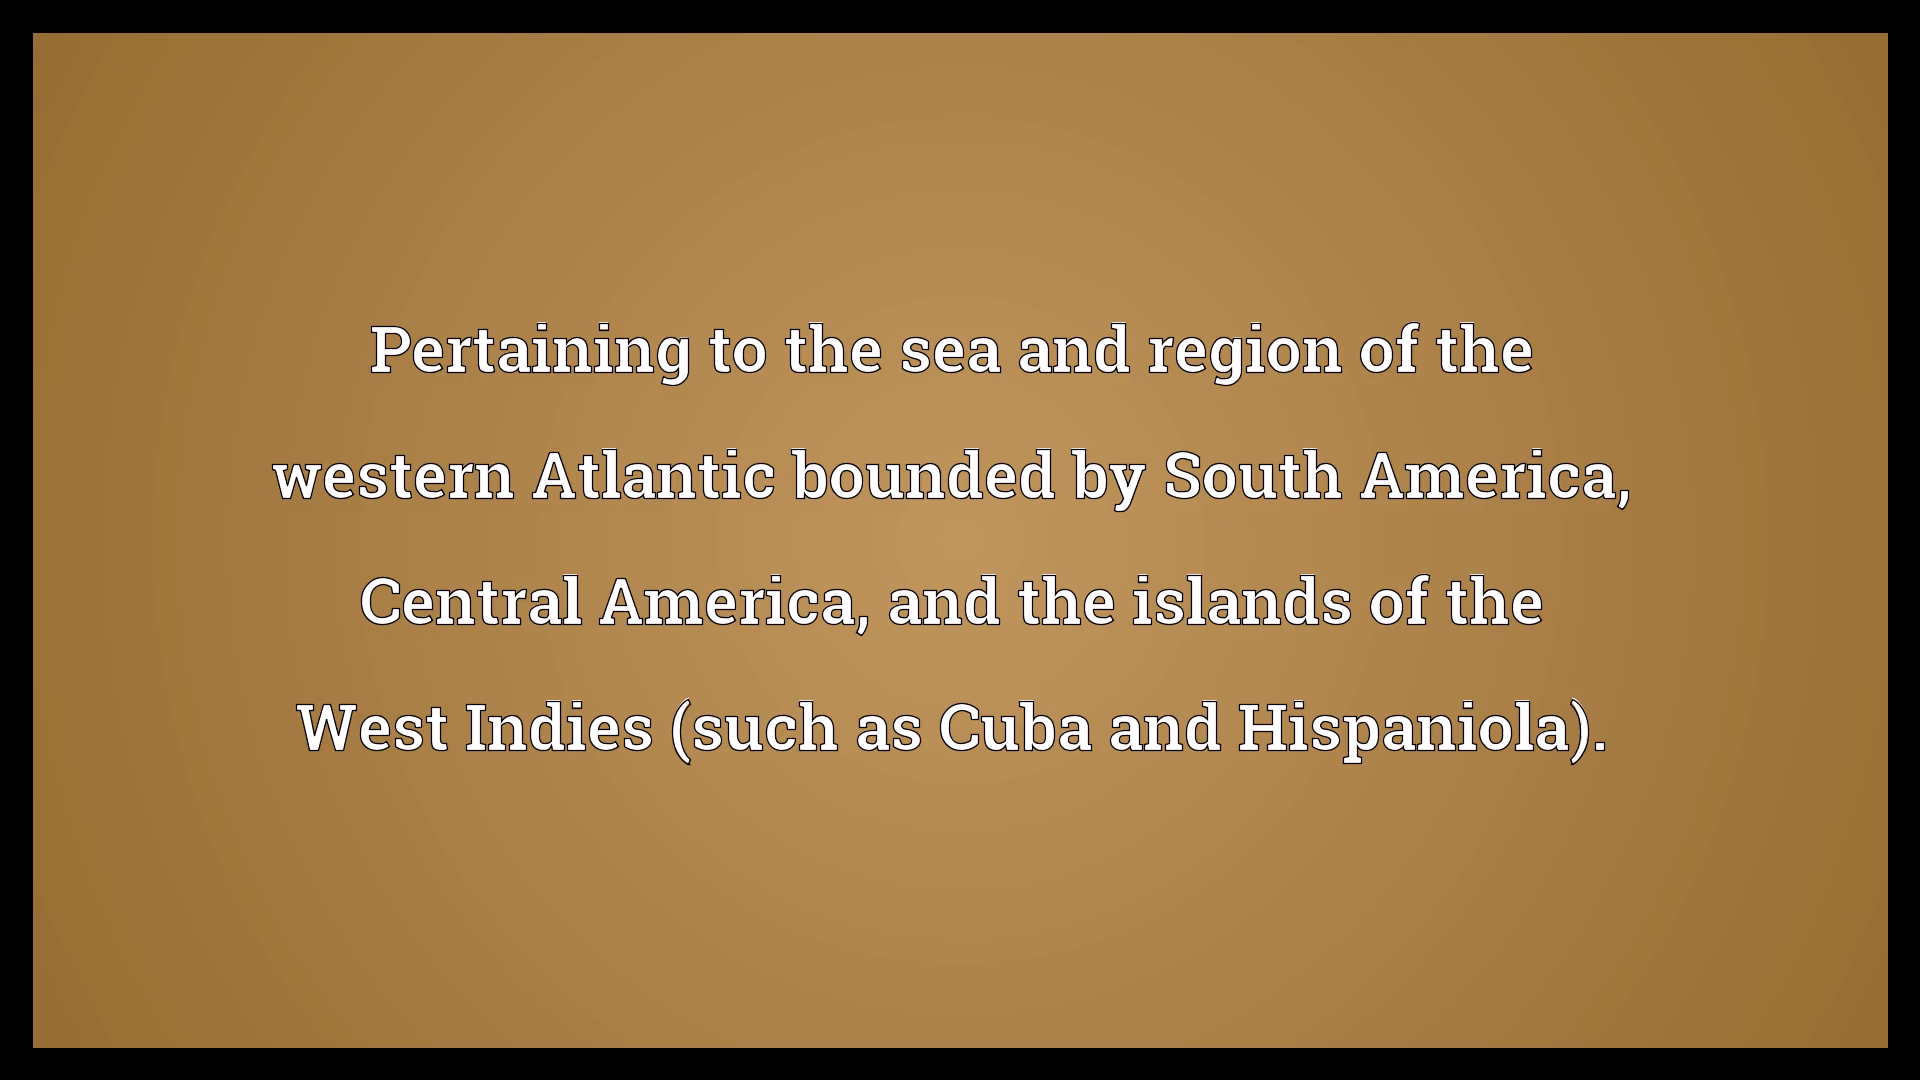 Pertaining to the sea and region of the
western Atlantic bounded by South America,
Central America, and the islands of the
West Indies (such as Cuba and Hispaniola).